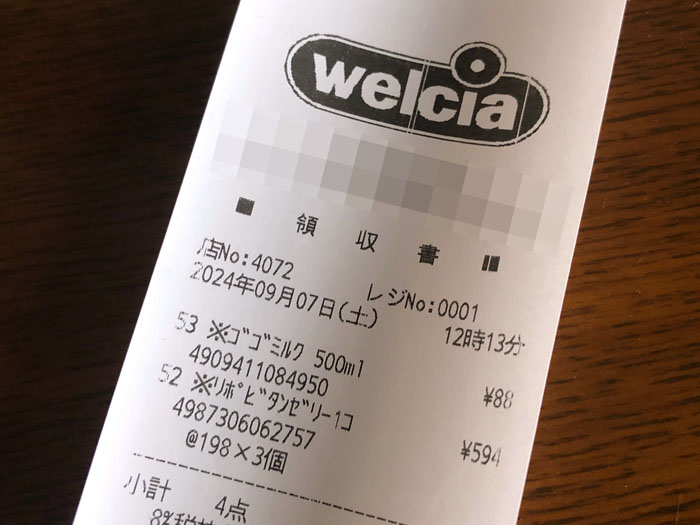 welcia
■ 領収書 ■
店No:4072 レジNo:0001
2024年09月07日(土) 12時13分
53 ※ゴゴミルク 500ml ¥88
4909411084950
52 ※リポビタンゼリー1コ ¥594
4987306062757
@198×3個
小計 4点